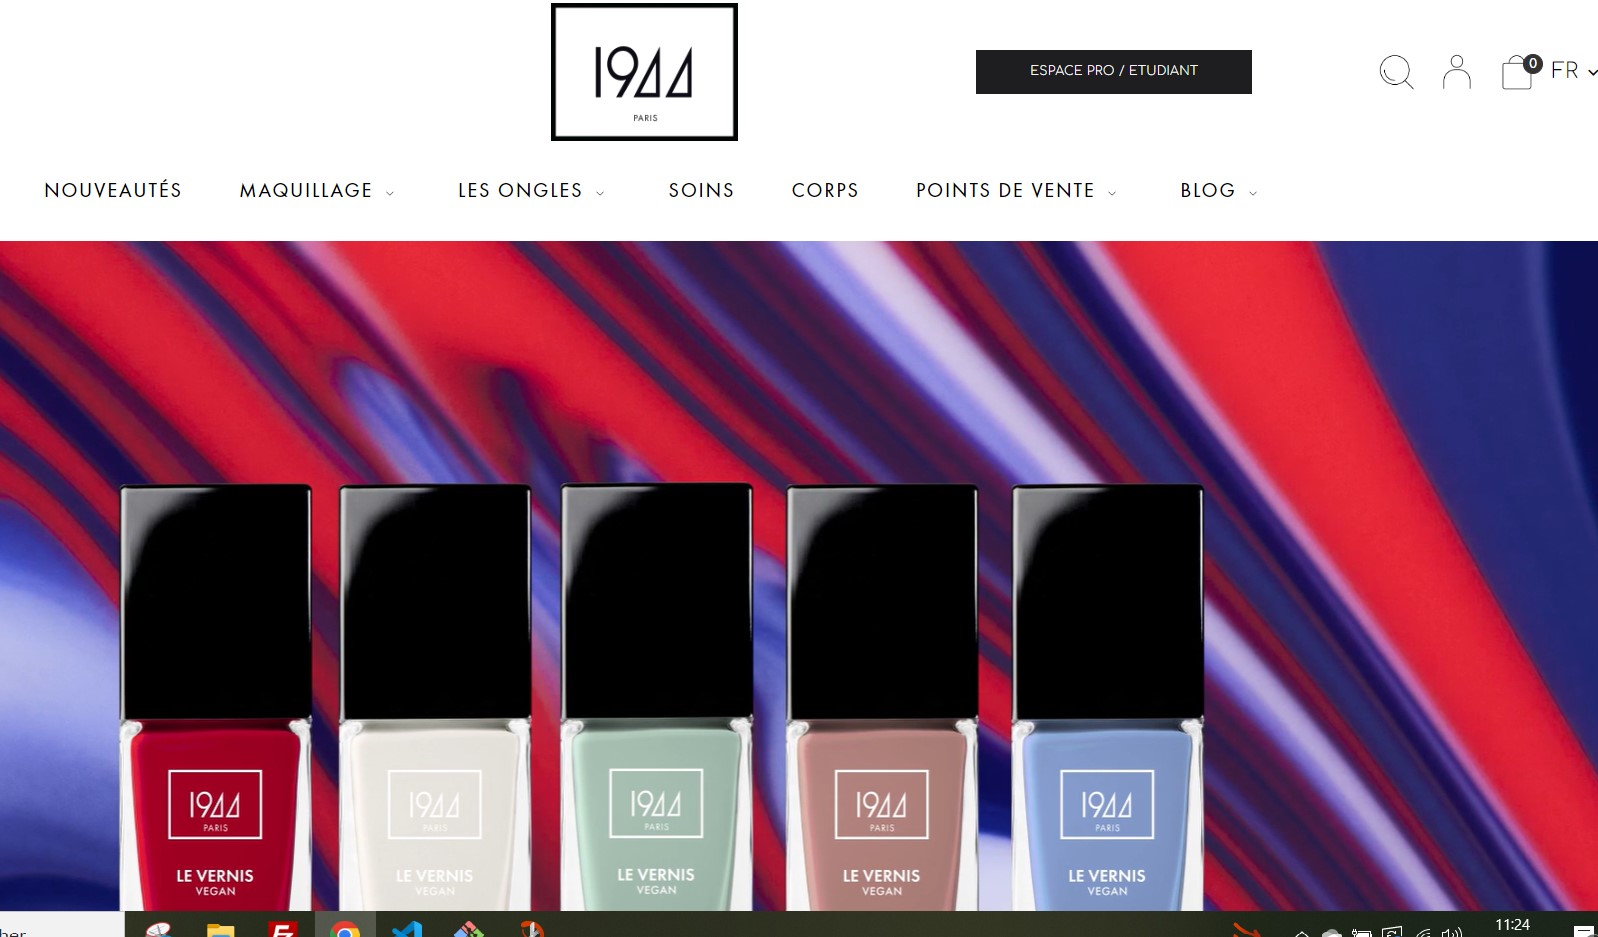 1944
PARIS
ESPACE PRO / ETUDIANT
0
FR
NOUVEAUTÉS
MAQUILLAGE
LES ONGLES
SOINS
CORPS
POINTS DE VENTE
BLOG
1944
PARIS
LE VERNIS
VEGAN
1944
PARIS
LE VERNIS
VEGAN
1944
PARIS
LE VERNIS
VEGAN
1944
PARIS
LE VERNIS
VEGAN
1944
PARIS
LE VERNIS
VEGAN
11:24